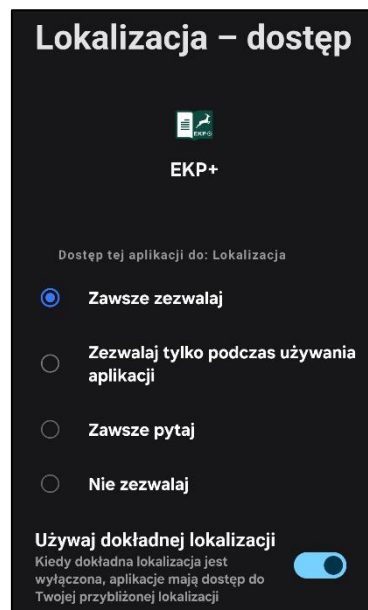 Lokalizacja – dostęp
EKP+
Dostęp tej aplikacji do: Lokalizacja
Zawsze zezwalaj
Zezwalaj tylko podczas używania
aplikacji
Zawsze pytaj
Nie zezwalaj
Używaj dokładnej lokalizacji
Kiedy dokładna lokalizacja jest
wyłączona, aplikacje mają dostęp do
Twojej przybliżonej lokalizacji